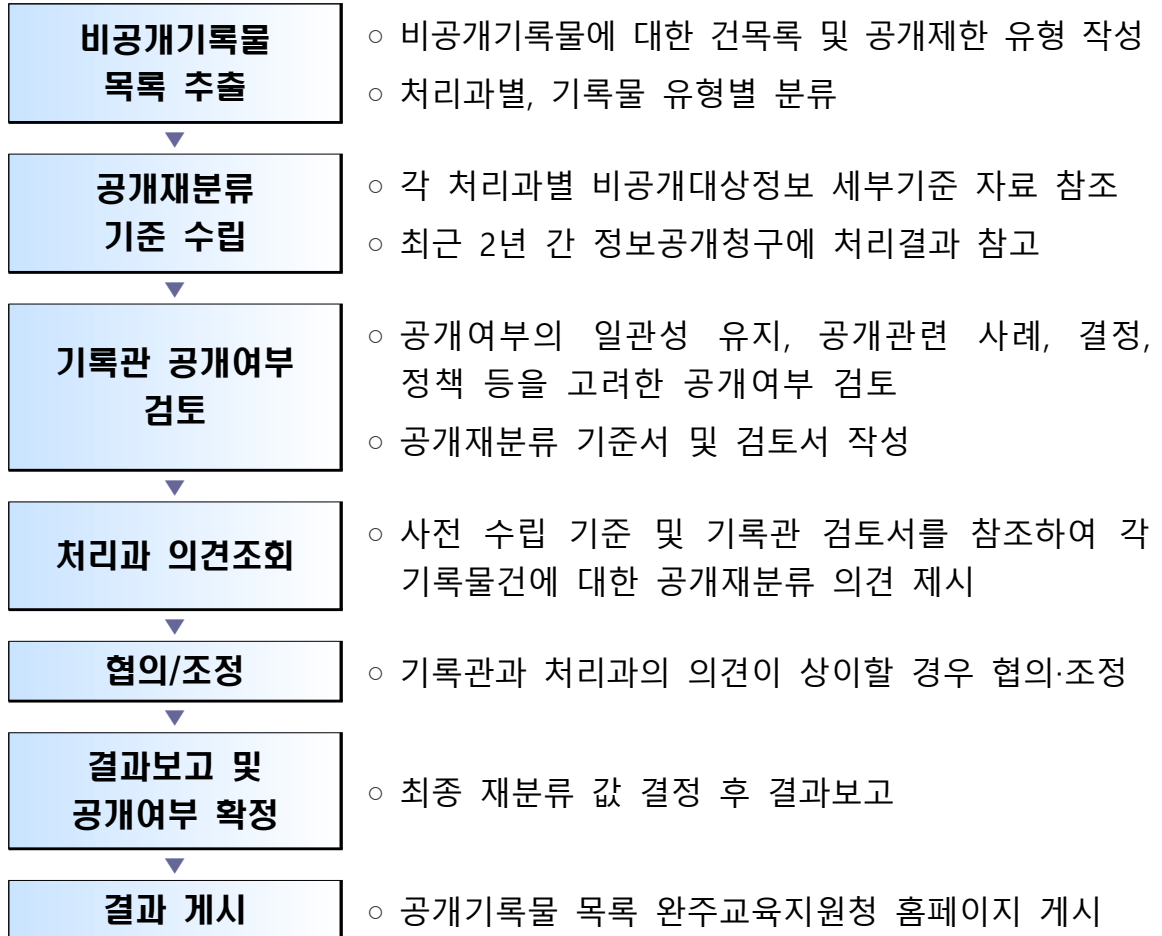 비공개기록물
목록 추출
○ 비공개기록물에 대한 건목록 및 공개제한 유형 작성
○ 처리과별, 기록물 유형별 분류
공개재분류
기준 수립
○ 각 처리과별 비공개대상정보 세부기준 자료 참조
○ 최근 2년 간 정보공개청구에 처리결과 참고
기록관 공개여부
검토
○ 공개여부의 일관성 유지, 공개관련 사례, 결정,
정책 등을 고려한 공개여부 검토
○ 공개재분류 기준서 및 검토서 작성
처리과 의견조회
○ 사전 수립 기준 및 기록관 검토서를 참조하여 각
기록물건에 대한 공개재분류 의견 제시
협의/조정
○ 기록관과 처리과의 의견이 상이할 경우 협의·조정
결과보고 및
공개여부 확정
○ 최종 재분류 값 결정 후 결과보고
결과 게시
○ 공개기록물 목록 완주교육지원청 홈페이지 게시